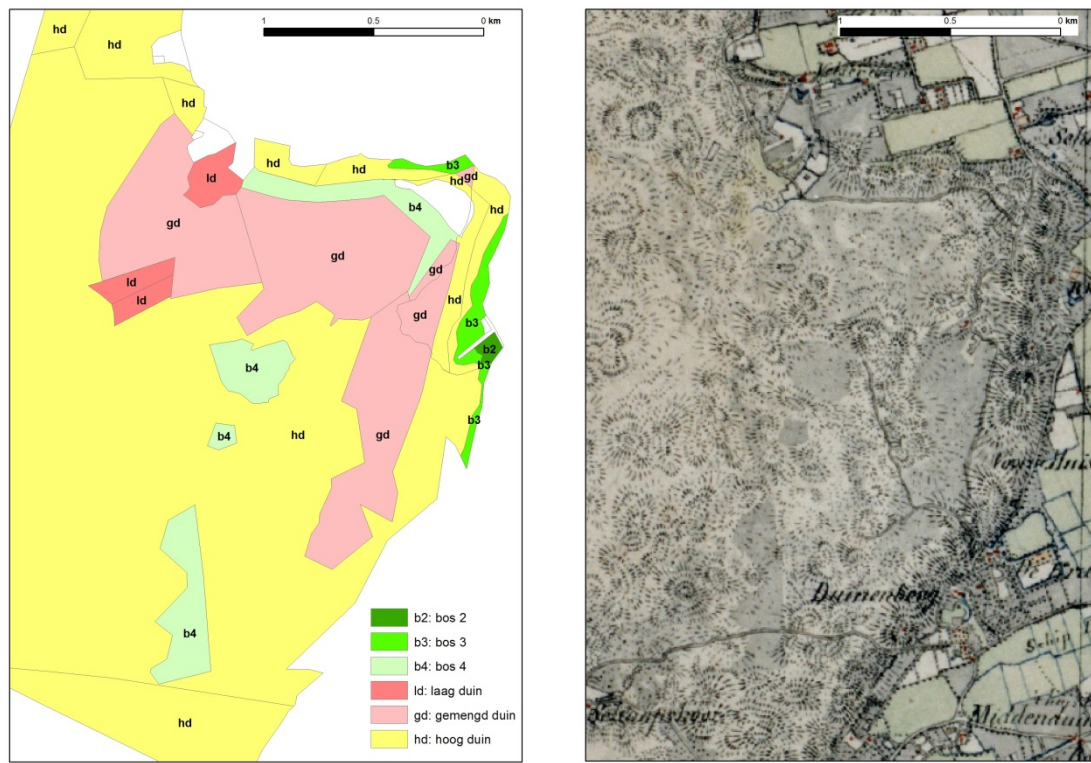 1 0.5 0 km
hd
hd
hd
ld
hd
hd
b3
gd
hd
hd
b4
gd
gd
gd
hd
ld
ld
gd
b3
b2
b3
b4
b3
b4
hd
gd
b4
hd
b2: bos 2
b3: bos 3
b4: bos 4
ld: laag duin
gd: gemengd duin
hd: hoog duin
1 0.5 0 km
Duinenberg
Schip
Middendui